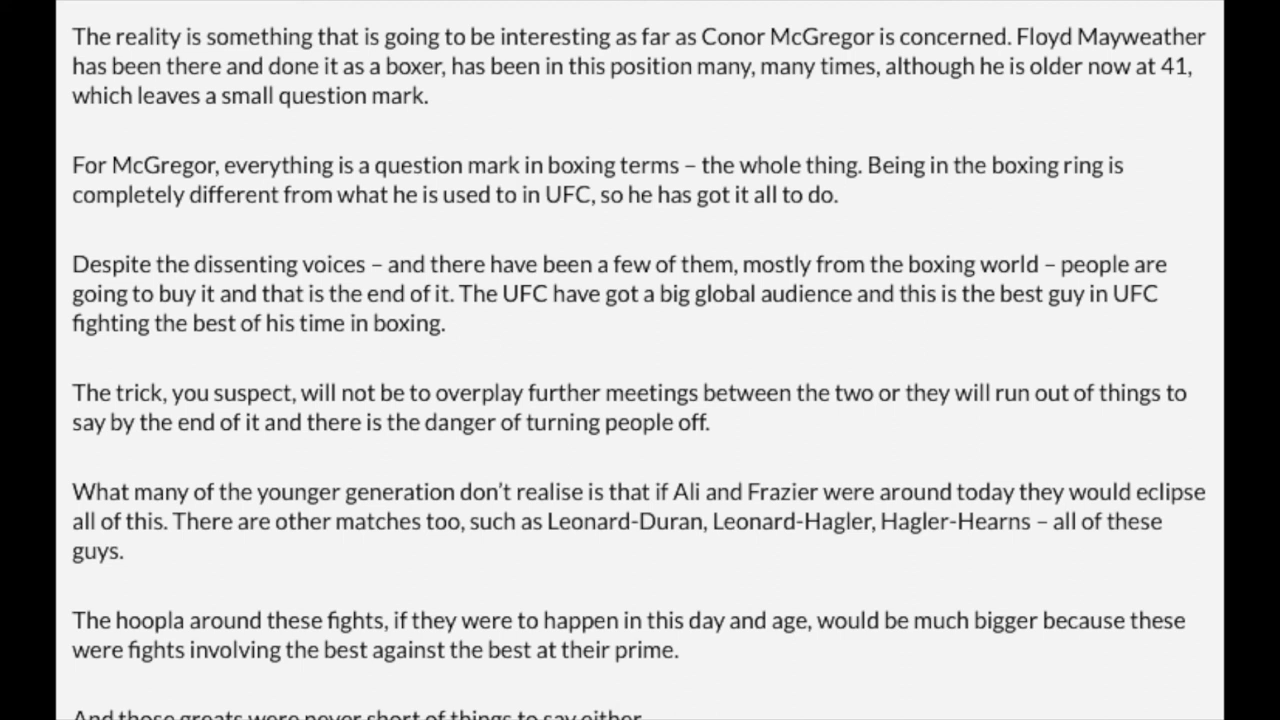 The reality is something that is going to be interesting as far as Conor McGregor is concerned. Floyd Mayweather
has been there and done it as a boxer, has been in this position many, many times, although he is older now at 41,
which leaves a small question mark.
For McGregor, everything is a question mark in boxing terms – the whole thing. Being in the boxing ring is
completely different from what he is used to in UFC, so he has got it all to do.
Despite the dissenting voices – and there have been a few of them, mostly from the boxing world – people are
going to buy it and that is the end of it. The UFC have got a big global audience and this is the best guy in UFC
fighting the best of his time in boxing.
The trick, you suspect, will not be to overplay further meetings between the two or they will run out of things to
say by the end of it and there is the danger of turning people off.
What many of the younger generation don’t realise is that if Ali and Frazier were around today they would eclipse
all of this. There are other matches too, such as Leonard-Duran, Leonard-Hagler, Hagler-Hearns – all of these
guys.
The hoopla around these fights, if they were to happen in this day and age, would be much bigger because these
were fights involving the best against the best at their prime.
And those greats were never short of things to say either